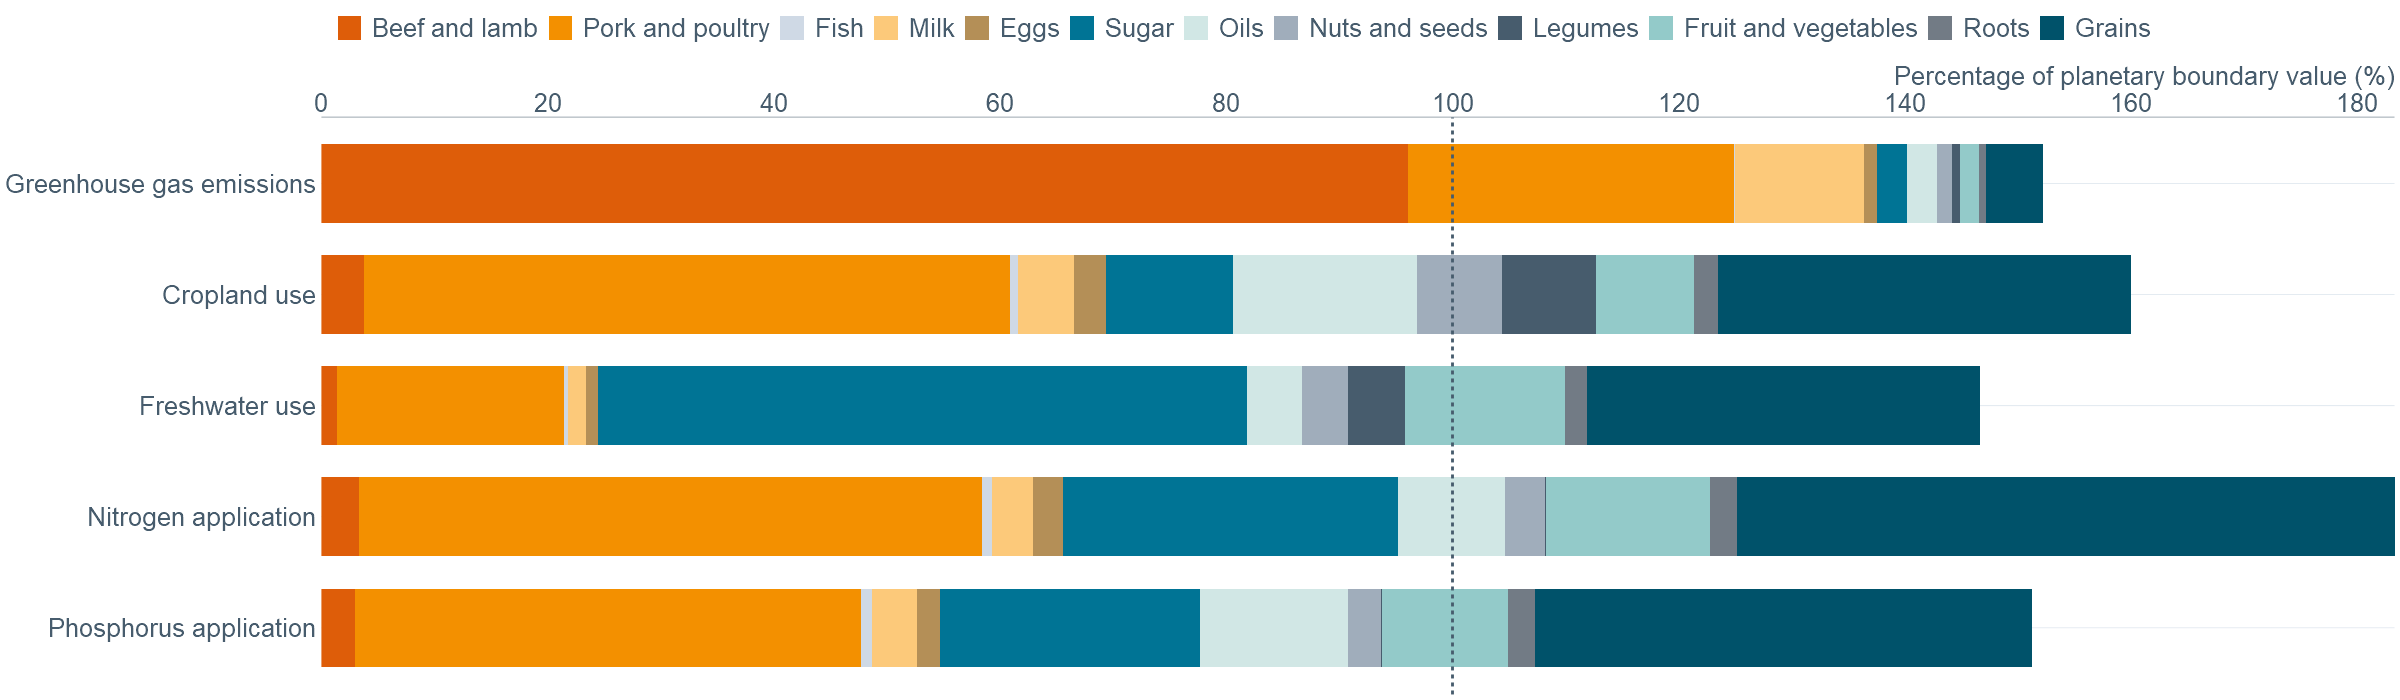 Beef and lamb Pork and poultry Fish Milk Eggs Sugar Oils Nuts and seeds Legumes Fruit and vegetables Roots Grains
Percentage of planetary boundary value (%)
0 20 40 60 80 100 120 140 160 180
Greenhouse gas emissions
Cropland use
Freshwater use
Nitrogen application
Phosphorus application